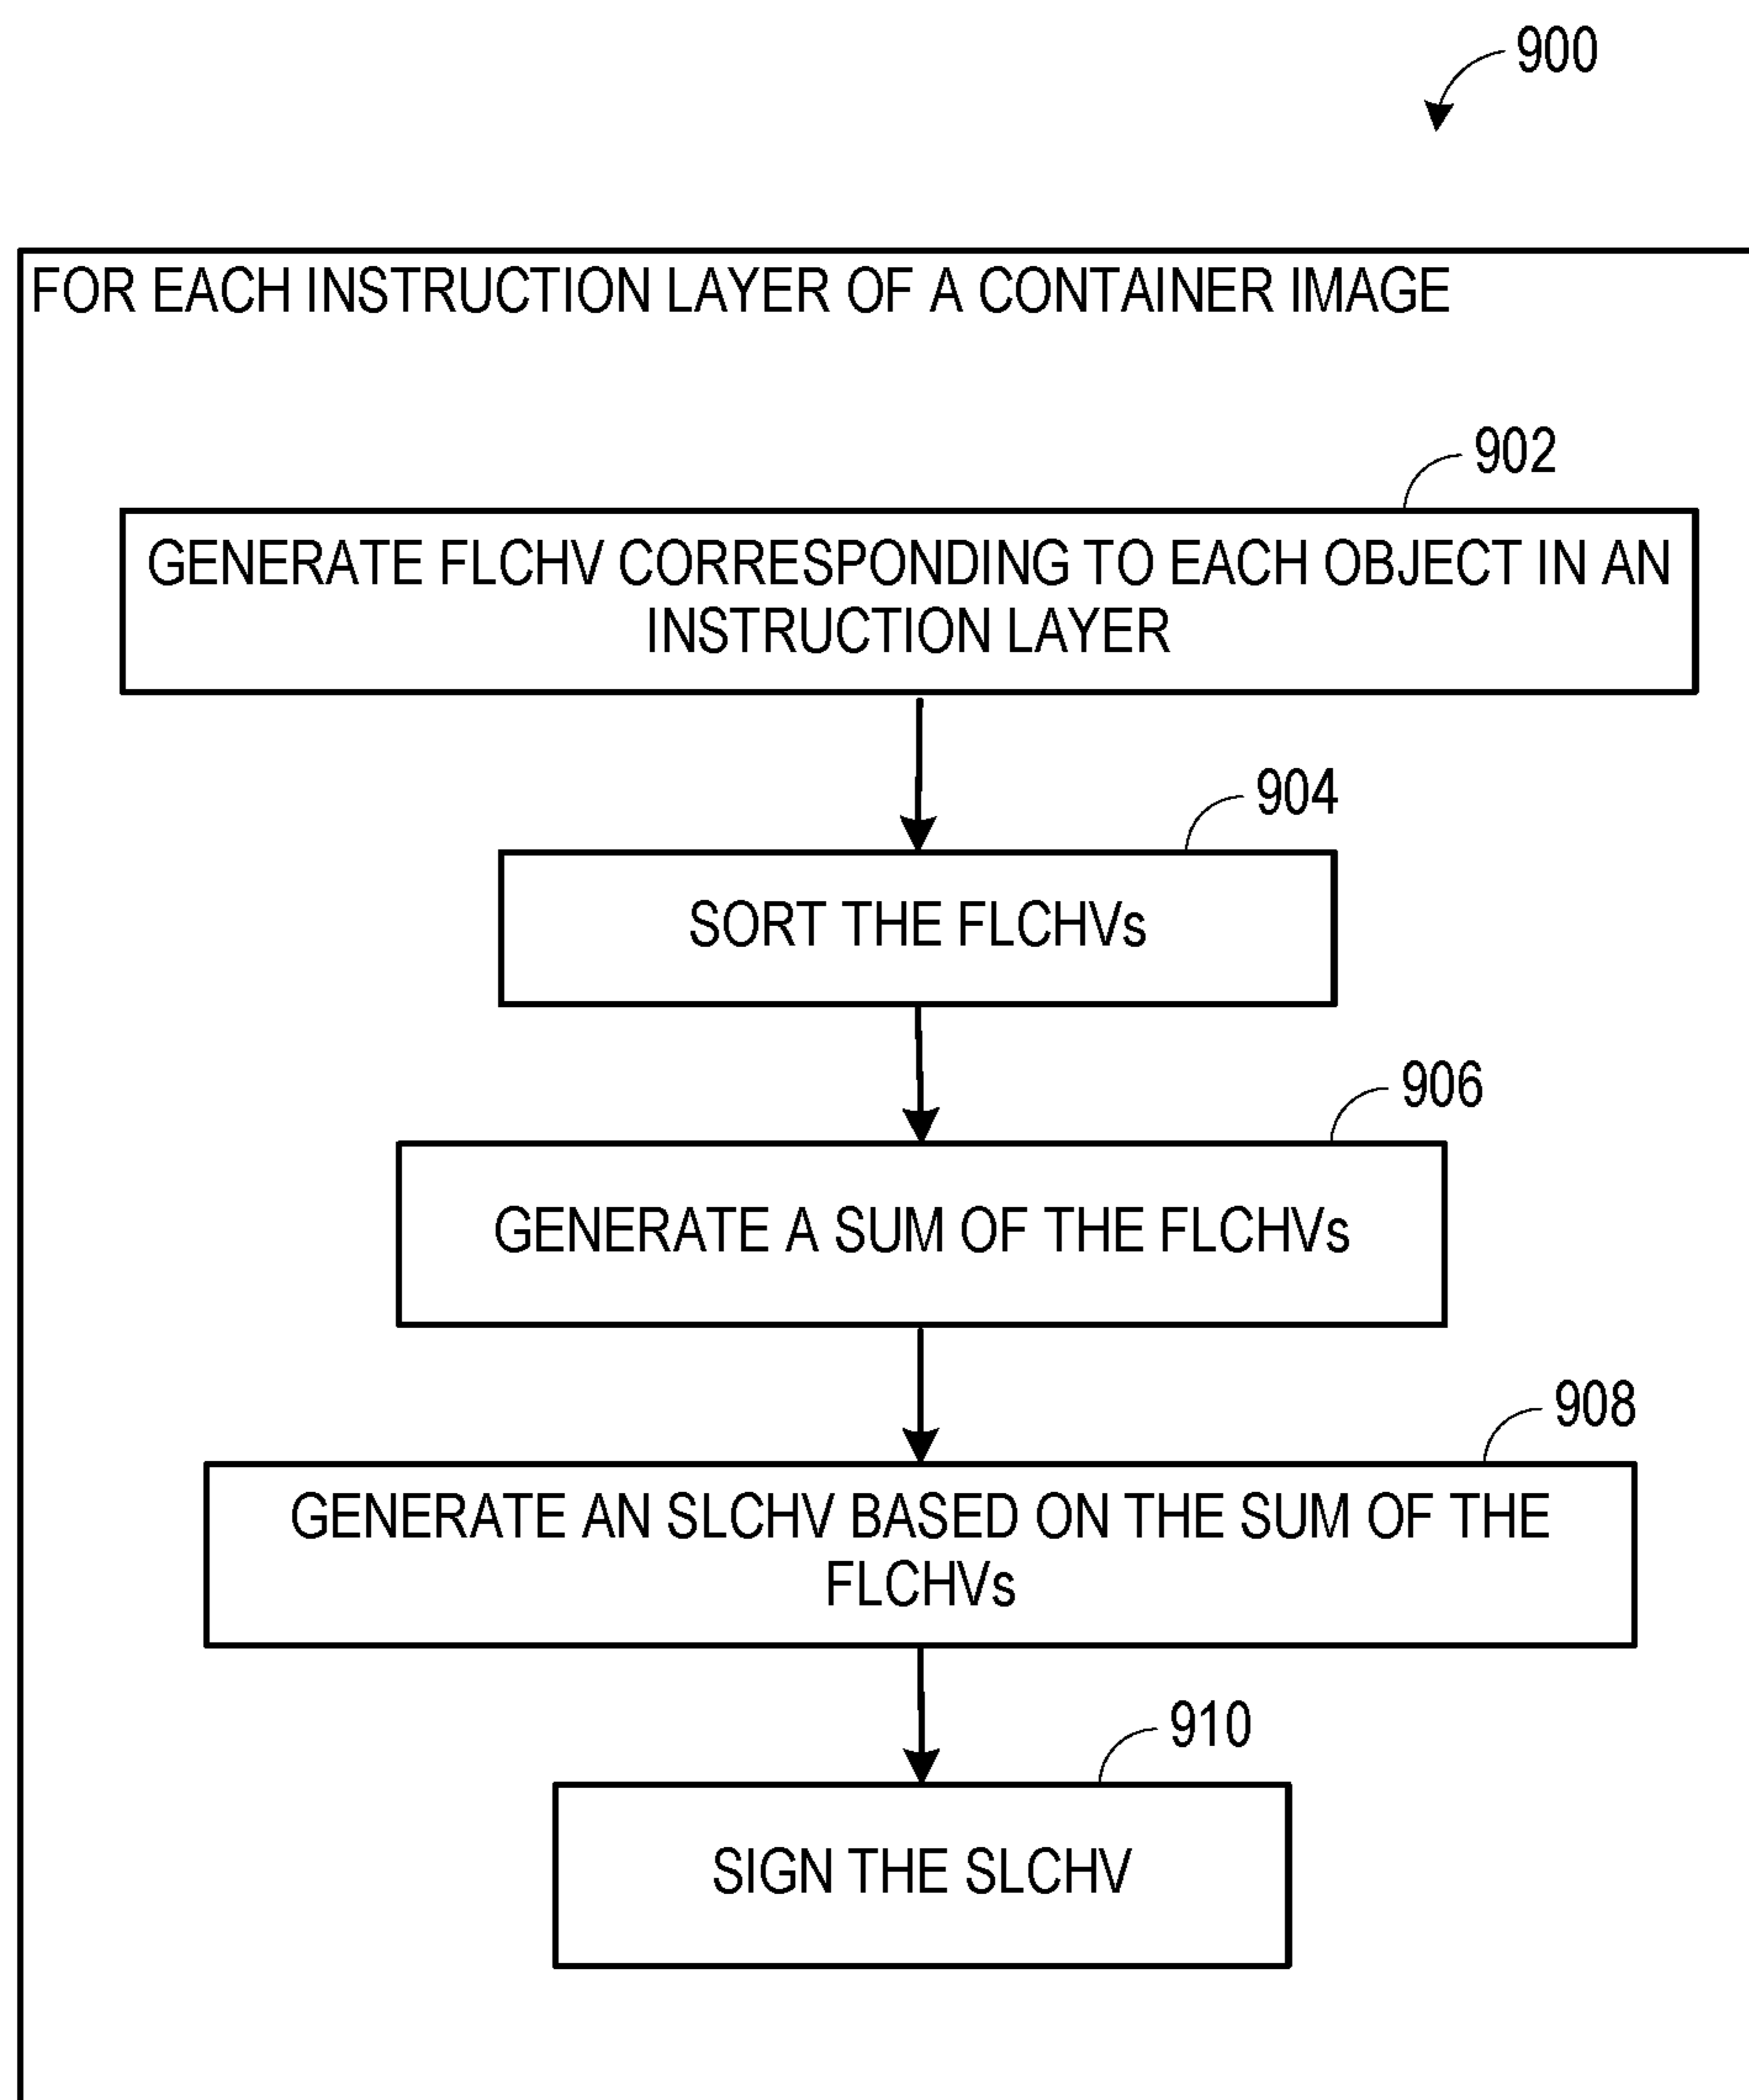 900
FOR EACH INSTRUCTION LAYER OF A CONTAINER IMAGE
902
GENERATE FLCHV CORRESPONDING TO EACH OBJECT IN AN
INSTRUCTION LAYER
904
SORT THE FLCHVs
906
GENERATE A SUM OF THE FLCHVs
908
GENERATE AN SLCHV BASED ON THE SUM OF THE
FLCHVs
910
SIGN THE SLCHV